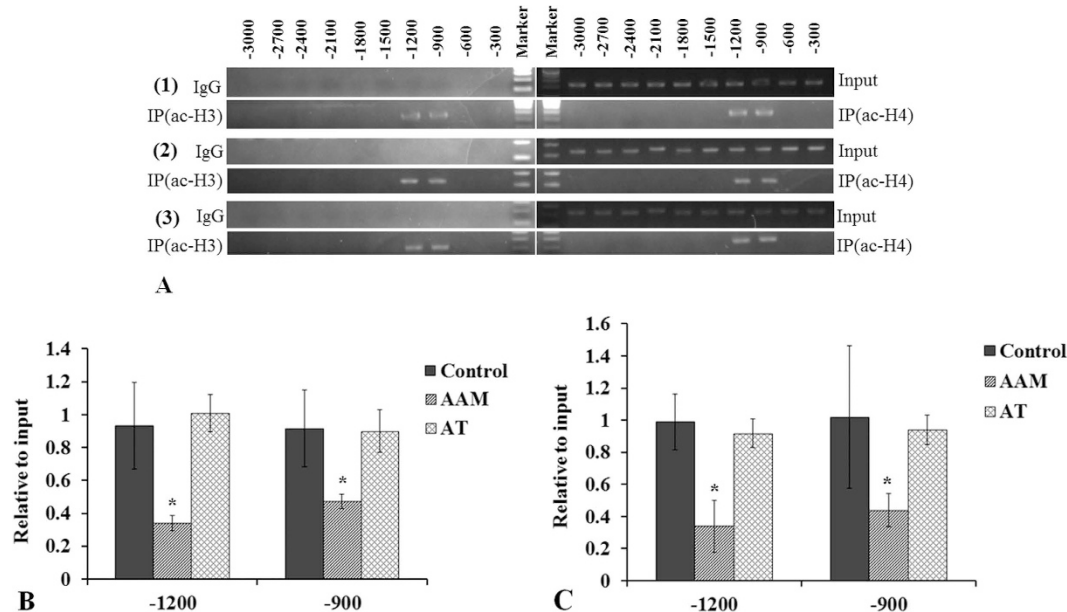 A
-3000 -2700 -2400 -2100 -1800 -1500 -1200 -900 -600 -300 Marker Marker -3000 -2700 -2400 -2100 -1800 -1500 -1200 -900 -600 -300
(1) IgG Input
IP(ac-H3) IP(ac-H4)
(2) IgG Input
IP(ac-H3) IP(ac-H4)
(3) IgG Input
IP(ac-H3) IP(ac-H4)
A
Relative to input
1.4
1.2
1
0.8
0.6
0.4
0.2
0
* *
Control
AAM
AT
-1200 -900
B
Relative to input
1.6
1.4
1.2
1
0.8
0.6
0.4
0.2
0
* *
Control
AAM
AT
-1200 -900
C